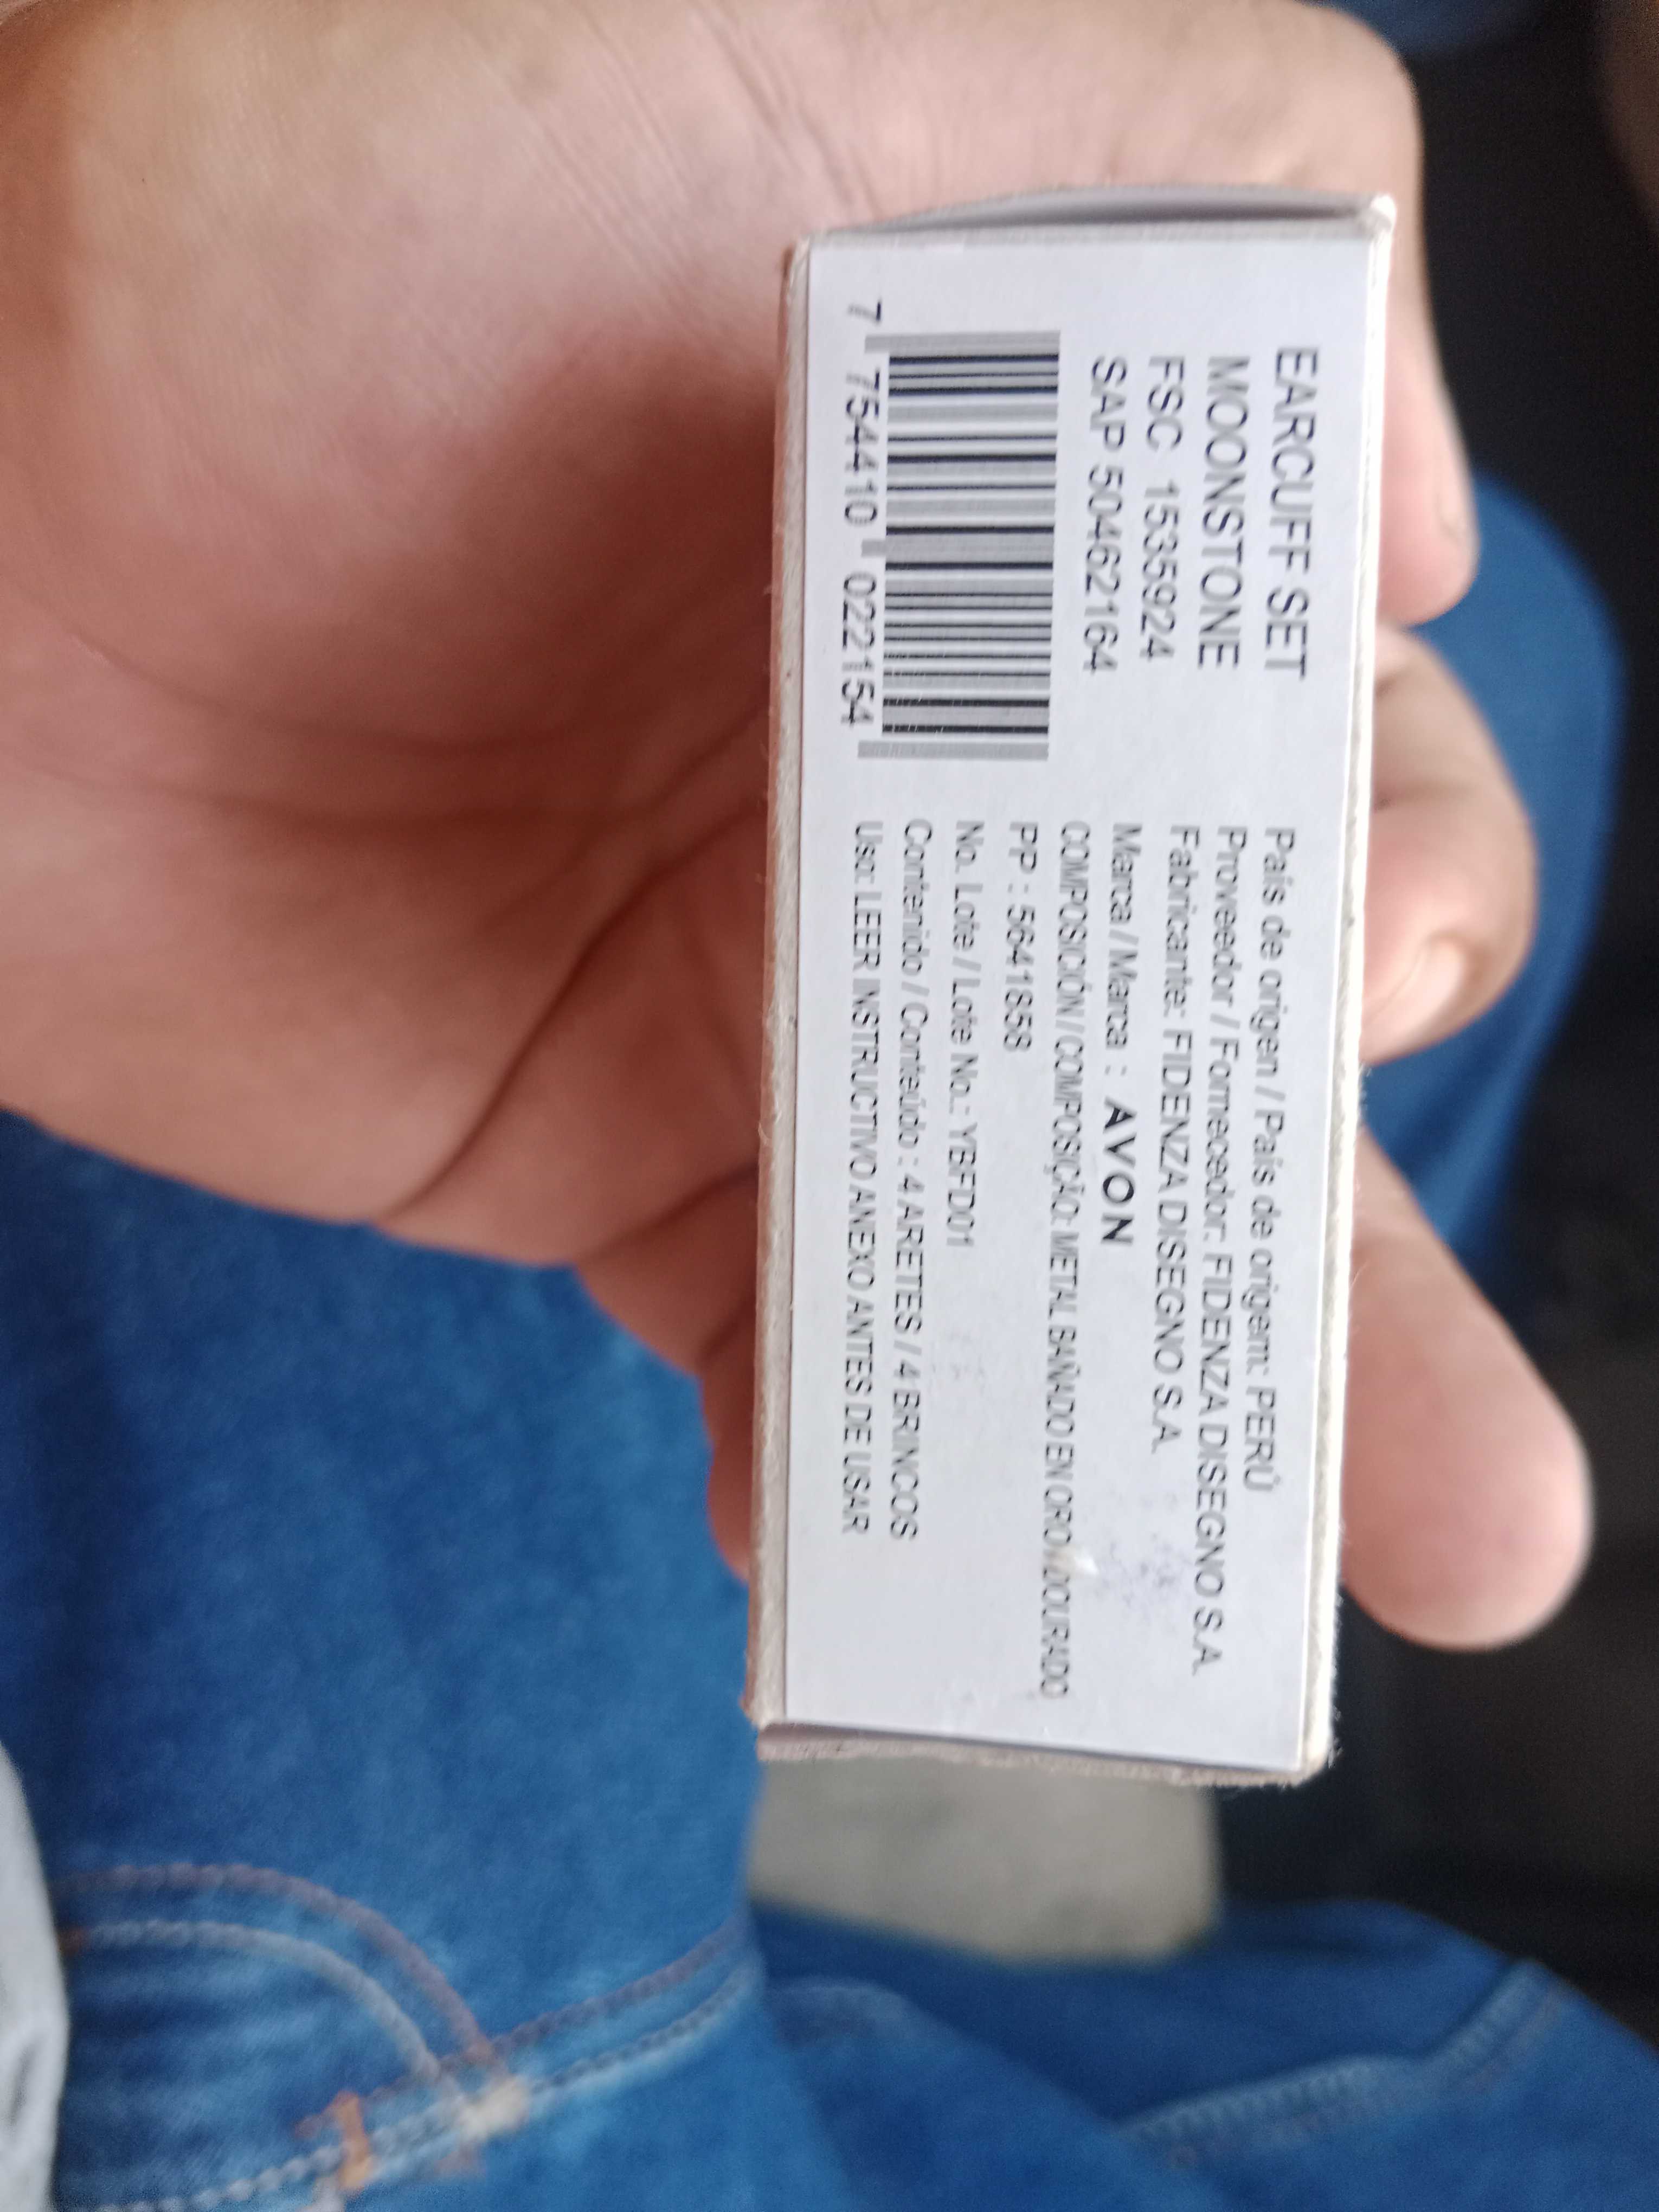 EARCUFF SET
MOONSTONE
FSC 1535924
SAP 50462164
7 754410 022154
País de origen / País de origem: PERÚ
Proveedor / Fornecedor: FIDENZA DISEGNO S.A.
Fabricante: FIDENZA DISEGNO S.A.
Marca / Marca : AVON
COMPOSICIÓN / COMPOSIÇÃO: METAL BAÑADO EN ORO / DOURADO
PP : 5641858
No. Lote / Lote No.: YBFD01
Contenido / Conteúdo : 4 ARETES / 4 BRINCOS
Uso: LEER INSTRUCTIVO ANEXO ANTES DE USAR